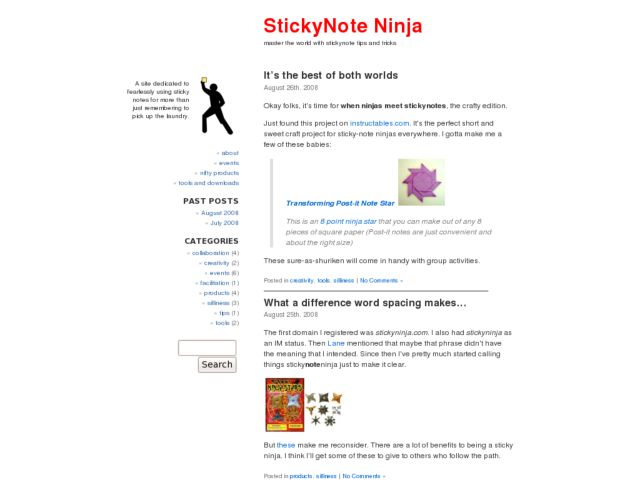 StickyNote Ninja
master the world with stickynote tips and tricks
A site dedicated to
fearlessly using sticky
notes for more than
just remembering to
pick up the laundry.
» about
» events
» nifty products
» tools and downloads
PAST POSTS
» August 2008
» July 2008
CATEGORIES
» collaboration (4)
» creativity (2)
» events (6)
» facilitation (1)
» products (4)
» silliness (3)
» tips (1)
» tools (2)
Search
It's the best of both worlds
August 26th, 2008
Okay folks, it's time for when ninjas meet stickynotes, the crafty edition.
Just found this project on instructables.com. It's the perfect short and
sweet craft project for sticky-note ninjas everywhere. I gotta make me a
few of these babies:
Transforming Post-it Note Star
This is an 8 point ninja star that you can make out of any 8
pieces of square paper (Post-it notes are just convenient and
about the right size)
These sure-as-shuriken will come in handy with group activities.
Posted in creativity, tools, silliness | No Comments »
What a difference word spacing makes…
August 25th, 2008
The first domain I registered was stickyninja.com. I also had stickyninja as
an IM status. Then Lane mentioned that maybe that phrase didn't have
the meaning that I intended. Since then I've pretty much started calling
things stickynoteninja just to make it clear.
But these make me reconsider. There are a lot of benefits to being a sticky
ninja, I think I'll get some of these to give to others who follow the path.
Posted in products, silliness | No Comments »